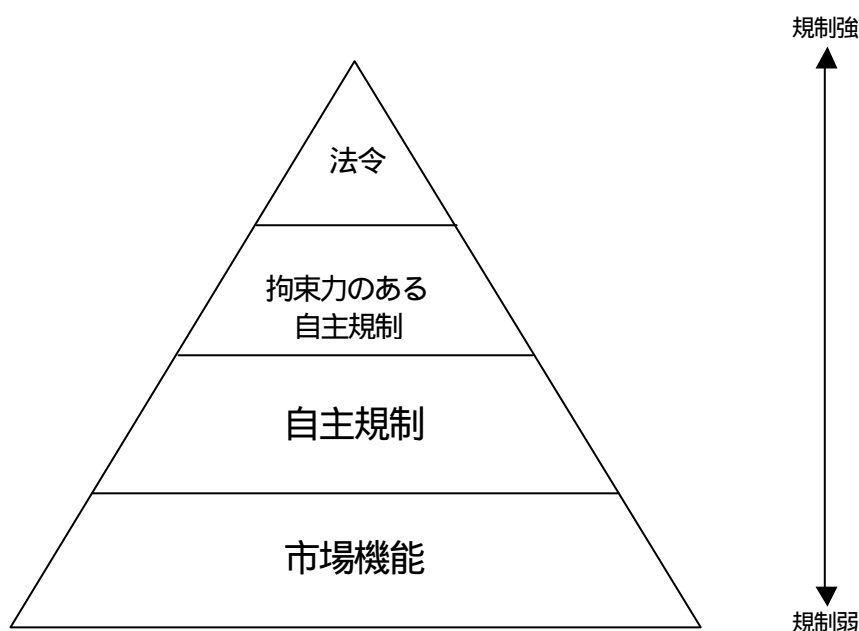 規制強
法令
拘束力のある
自主規制
自主規制
市場機能
規制弱